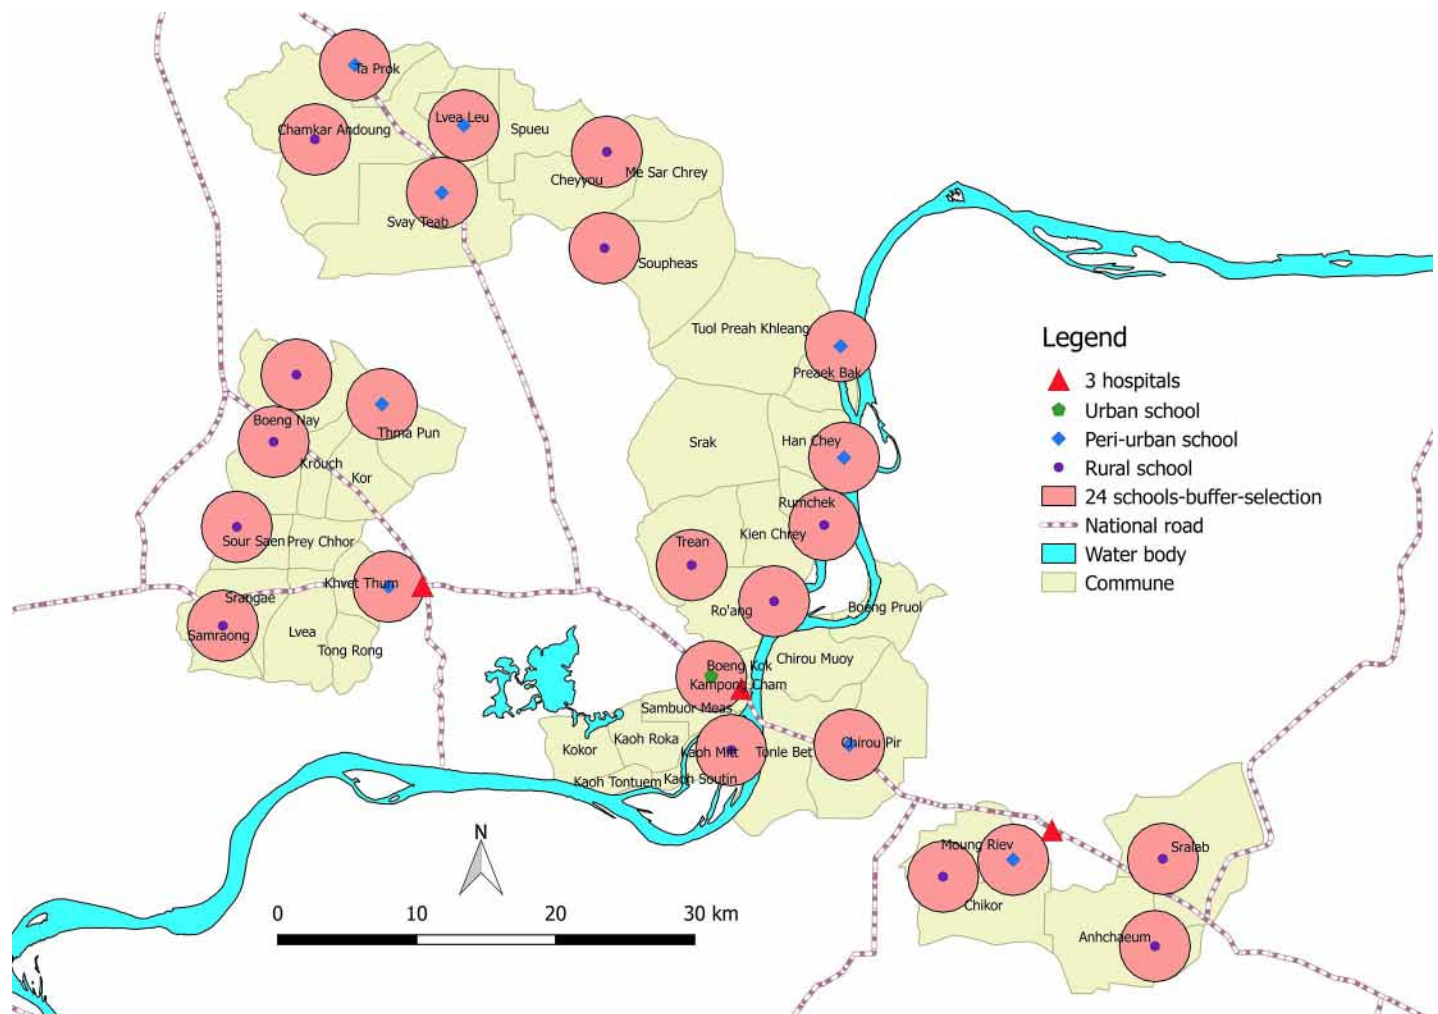 Ta Prok
Lvea Leu
Chamkar Andoung
Spueu
Cheyyou
Me Sar Chrey
Svay Teab
Soupheas
Tuol Preah Khleang
Preaek Bak
Boeng Nay
Thma Pun
Krouch
Kor
Srak
Han Chey
Rumchek
Kien Chrey
Trean
Sour Saen
Prey Chhor
Khvet Thum
Srangae
Samraong
Lvea
Tong Rong
Ro'ang
Boeng Pruol
Boeng Kok
Chirou Muoy
Kampong Cham
Sambuor Meas
Kaoh Roka
Kokor
Kaoh Mitt
Tonle Bet
Chirou Pir
Kaoh Tontuem
Kaoh Soutin
Moung Riev
Sralab
Chikor
Anhchaeum
N
0 10 20 30 km
Legend
3 hospitals
Urban school
Peri-urban school
Rural school
24 schools-buffer-selection
National road
Water body
Commune